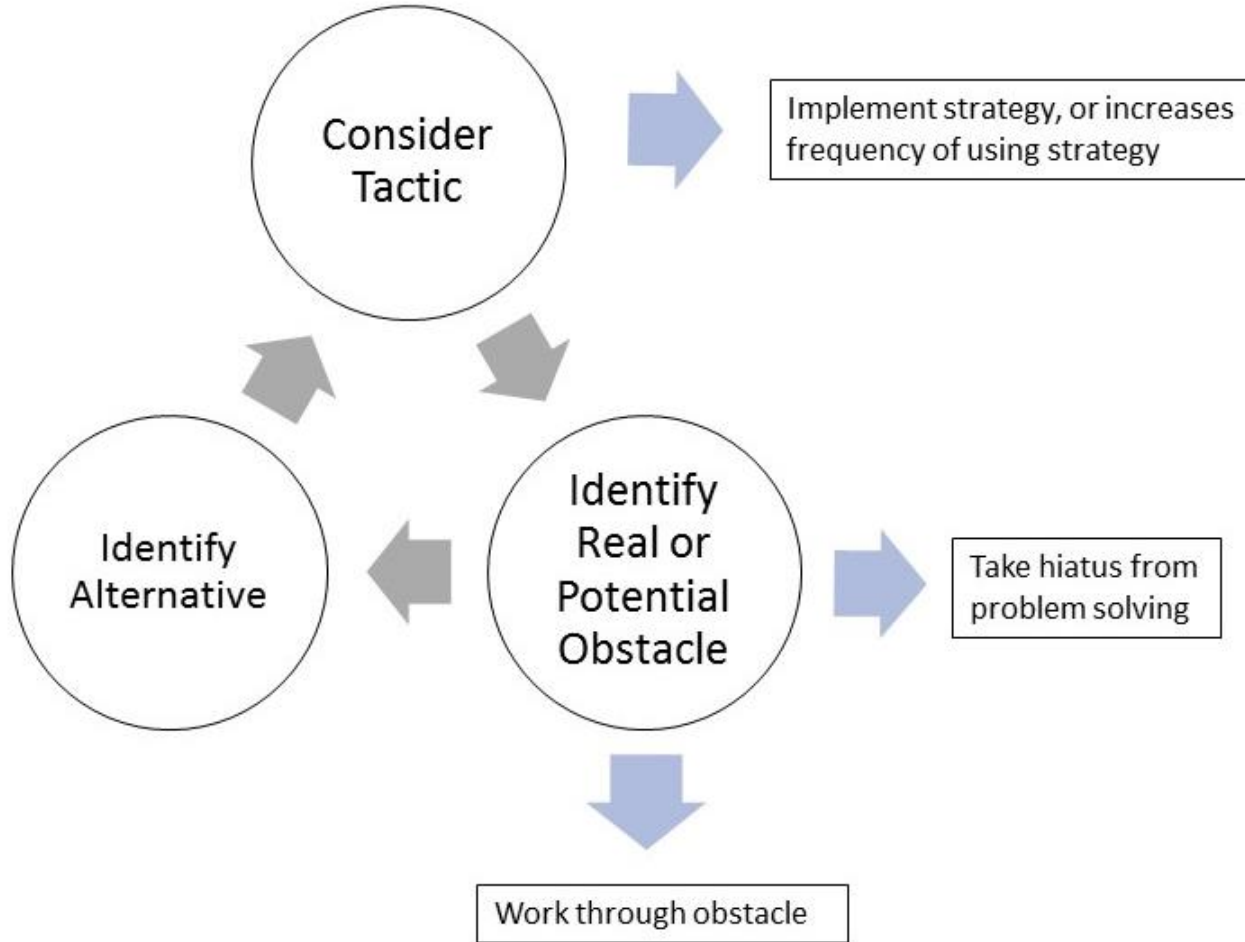 Consider
Tactic
Implement strategy, or increases
frequency of using strategy
Identify
Alternative
Identify
Real or
Potential
Obstacle
Take hiatus from
problem solving
Work through obstacle